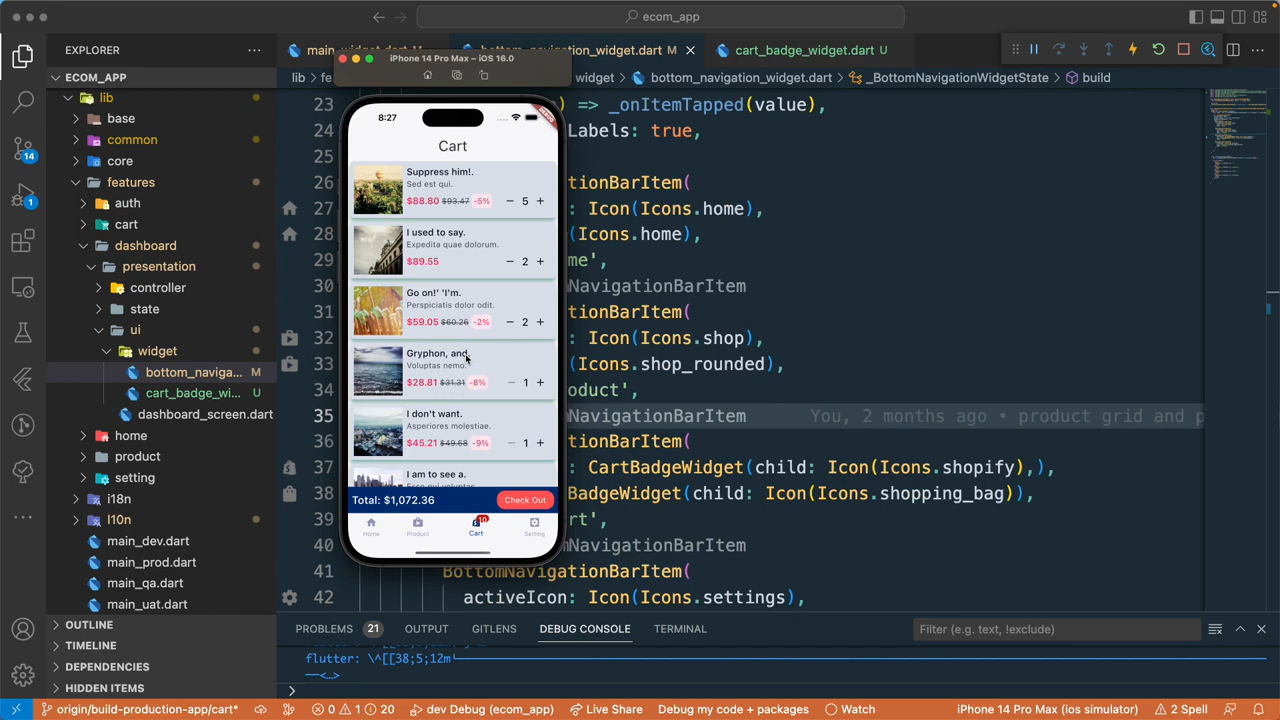 ecom_app
EXPLORER
ECOM_APP
lib
base
common
core
features
auth
cart
dashboard
presentation
controller
state
ui
widget
bottom_naviga... M
cart_badge_wi... U
dashboard_screen.dart
home
product
setting
i18n
l10n
main_dev.dart
main_prod.dart
main_qa.dart
main_uat.dart
OUTLINE
TIMELINE
DEPENDENCIES
HIDDEN ITEMS
14
1
_navigation_widget.dart M
cart_badge_widget.dart U
lib
widget
bottom_navigation_widget.dart
_BottomNavigationWidgetState
build
23 ) => _onItemTapped(value),
24 Labels: true,
25
26 tionBarItem(
27 : Icon(Icons.home),
28 (Icons.home),
29 me',
30 mNavigationBarItem
31 tionBarItem(
32 : Icon(Icons.shop),
33 (Icons.shop_rounded),
34 oduct',
35 mNavigationBarItem You, 2 months ago • product grid and p
36 tionBarItem(
37 : CartBadgeWidget(child: Icon(Icons.shopify),),
38 BadgeWidget(child: Icon(Icons.shopping_bag)),
39 rt',
40 mNavigationBarItem
41 BottomNavigationBarItem(
42 activeIcon: Icon(Icons.settings),
iPhone 14 Pro Max – iOS 16.0
8:27
Cart
Suppress him!.
Sed est qui.
$88.80 $93.47 -5% − 5 +
I used to say.
Expedita quae dolorum.
$89.55 − 2 +
Go on!' 'I'm.
Perspiciatis dolor odit.
$59.05 $60.26 -2% − 2 +
Gryphon, and.
Voluptas nemo.
$28.81 $31.31 -8% − 1 +
I don't want.
Asperiores molestiae.
$45.21 $49.68 -9% − 1 +
I am to see a.
Total: $1,072.36 Check Out
10
Home Product Cart Setting
PROBLEMS 21 OUTPUT GITLENS DEBUG CONSOLE TERMINAL
Filter (e.g. text, !exclude)
flutter: \^[[38;5;12m
—<…>
origin/build-production-app/cart* 0 1 20 dev Debug (ecom_app) Live Share Debug my code + packages Watch iPhone 14 Pro Max (ios simulator) 2 Spell